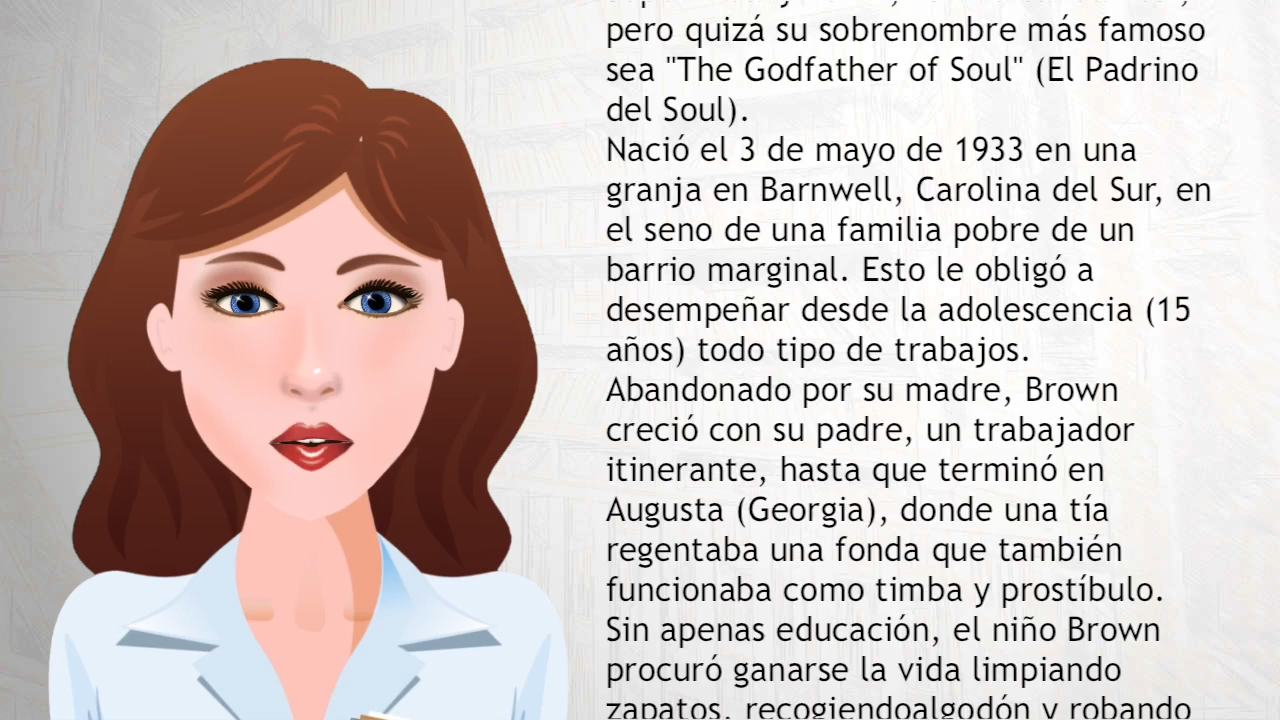 pero quizá su sobrenombre más famoso
sea "The Godfather of Soul" (El Padrino
del Soul).
Nació el 3 de mayo de 1933 en una
granja en Barnwell, Carolina del Sur, en
el seno de una familia pobre de un
barrio marginal. Esto le obligó a
desempeñar desde la adolescencia (15
años) todo tipo de trabajos.
Abandonado por su madre, Brown
creció con su padre, un trabajador
itinerante, hasta que terminó en
Augusta (Georgia), donde una tía
regentaba una fonda que también
funcionaba como timba y prostíbulo.
Sin apenas educación, el niño Brown
procuró ganarse la vida limpiando
zapatos, recogiendoalgodón y robando